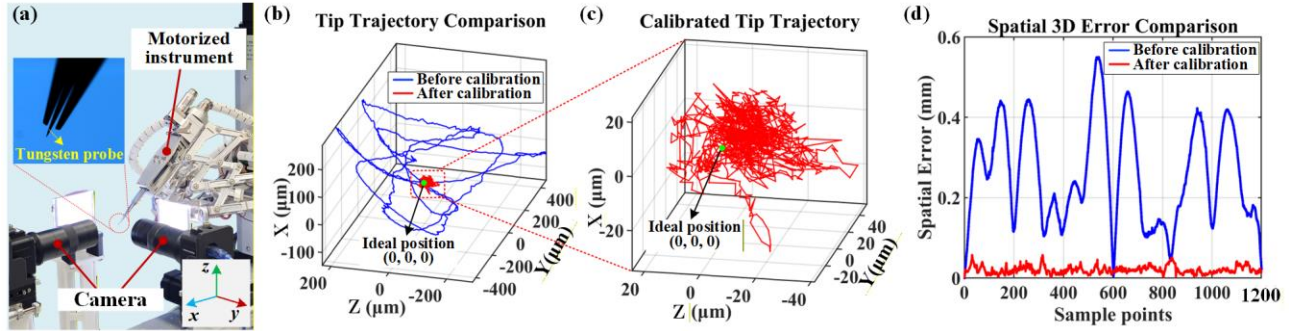 (a)
Motorized
instrument
Tungsten probe
Camera
z
x
y
(b)
Tip Trajectory Comparison
Before calibration
After calibration
X (μm)
200
100
0
-100
Ideal position
(0, 0, 0)
200
0
-200
-400
Z (μm)
400
200
0
-200
Y (μm)
(c)
Calibrated Tip Trajectory
X (μm)
20
0
-20
Ideal position
(0, 0, 0)
20
0
-20
-40
Z (μm)
40
20
0
-20
Y (μm)
(d)
Spatial 3D Error Comparison
Before calibration
After calibration
Spatial Error (mm)
0.6
0.4
0.2
0
0
200
400
600
800
1000
1200
Sample points